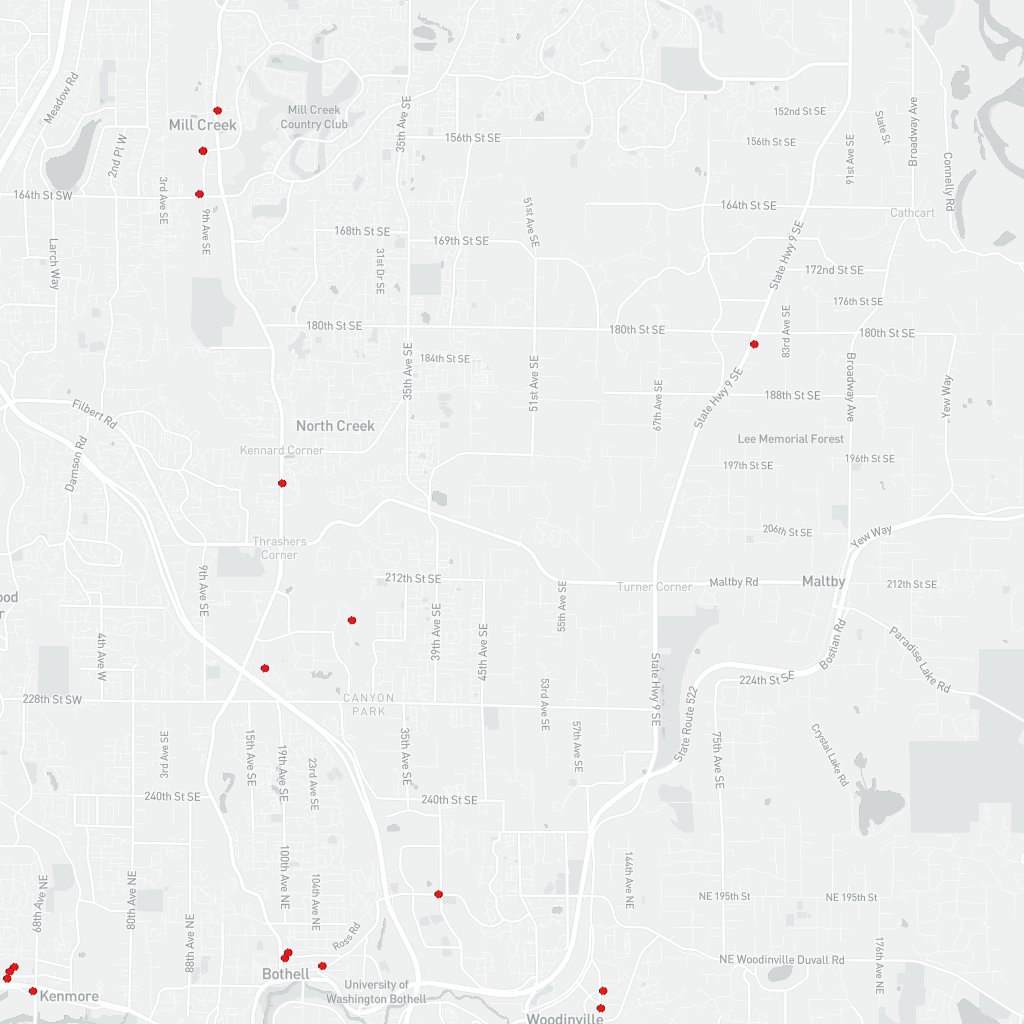 Meadow Rd
Mill Creek
Country Club
152nd St SE
State St
Broadway Ave
Mill Creek
2nd Pl W
35th Ave SE
156th St SE
156th St SE
91st Ave SE
Connelly Rd
164th St SW
3rd Ave SE
9th Ave SE
51st Ave SE
164th St SE
Cathcart
168th St SE
169th St SE
Larch Way
31st Dr SE
State Hwy 9 SE
172nd St SE
176th St SE
180th St SE
180th St SE
83rd Ave SE
180th St SE
184th St SE
35th Ave SE
51st Ave SE
67th Ave SE
State Hwy 9 SE
188th St SE
Broadway Ave
Yew Way
Filbert Rd
North Creek
Kennard Corner
Lee Memorial Forest
Damson Rd
197th St SE
196th St SE
Thrashers
Corner
206th St SE
Yew Way
9th Ave SE
212th St SE
55th Ave SE
Turner Corner
Maltby Rd
Maltby
212th St SE
ood
r
4th Ave W
39th Ave SE
45th Ave SE
Bostian Rd
Paradise Lake Rd
228th St SW
CANYON
PARK
53rd Ave SE
State Hwy 9 SE
State Route 522
224th St SE
3rd Ave SE
15th Ave SE
19th Ave SE
23rd Ave SE
35th Ave SE
57th Ave SE
75th Ave SE
Crystal Lake Rd
240th St SW
240th St SE
68th Ave NE
80th Ave NE
88th Ave NE
100th Ave NE
104th Ave NE
144th Ave NE
NE 195th St
NE 195th St
Ross Rd
176th Ave NE
NE Woodinville Duvall Rd
Bothell
University of
Washington Bothell
Kenmore
Woodinville